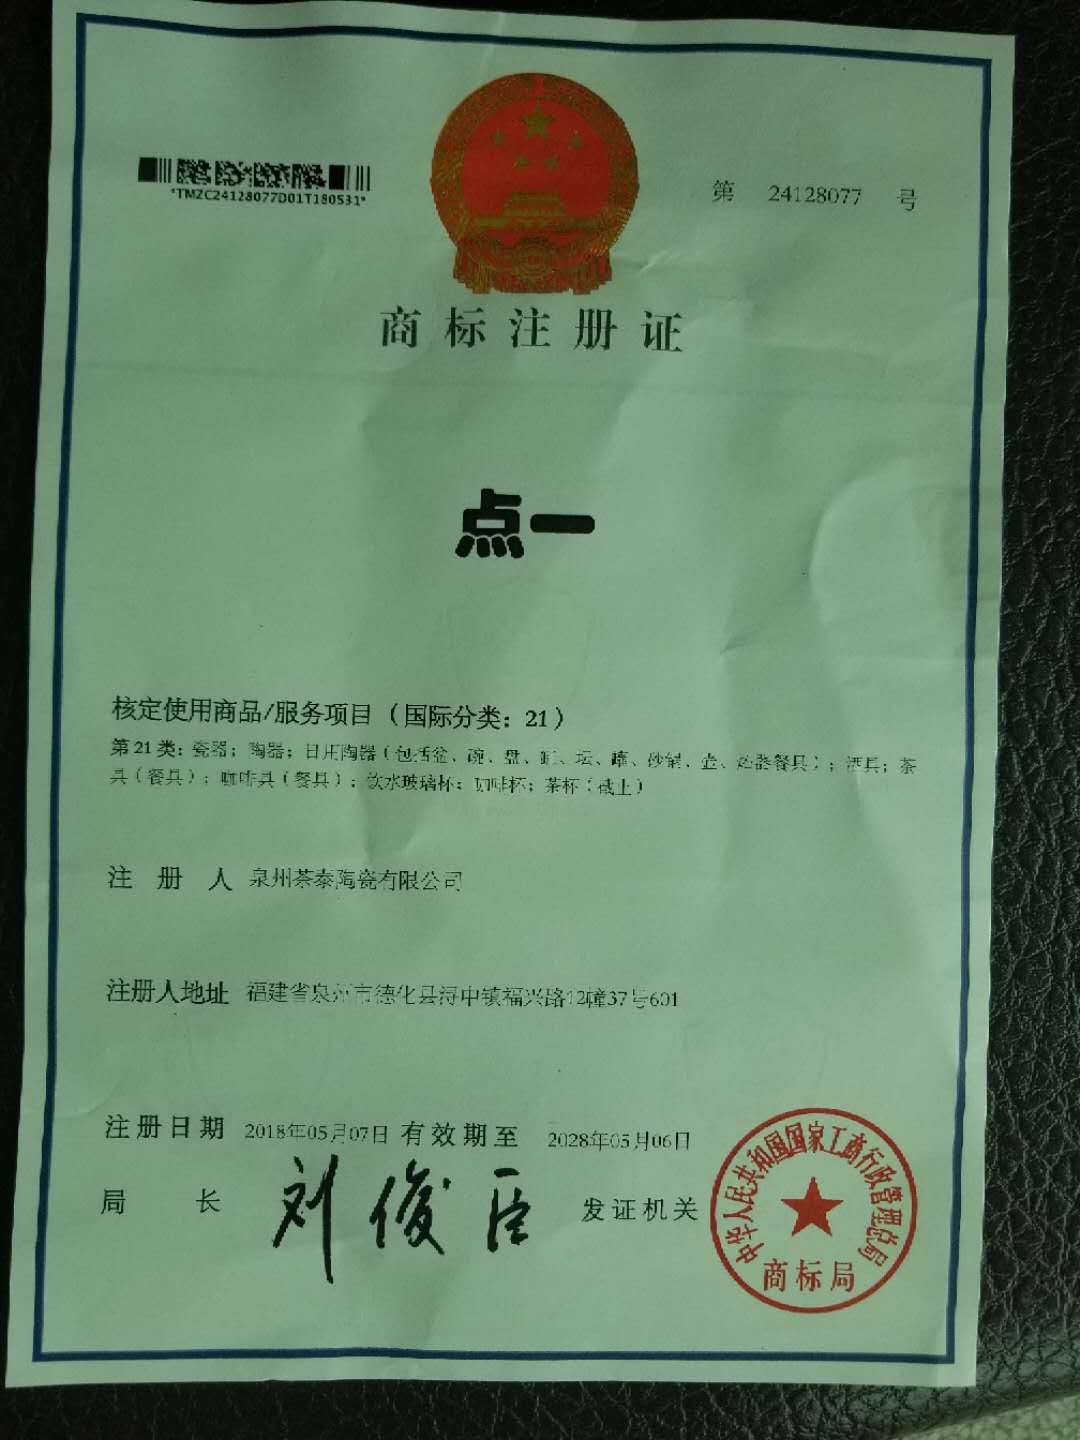 *TMZC24128077D01T180531*
第 24128077 号
商标注册证
点一
核定使用商品/服务项目（国际分类：21）
第 21 类：瓷器；陶器；日用陶器（包括盆、碗、盘、缸、坛、罐、砂锅、壶、炻器餐具）；酒具；茶
具（餐具）；咖啡具（餐具）；饮水玻璃杯；咖啡杯；茶杯（截止）
注册人 泉州茶泰陶瓷有限公司
注册人地址 福建省泉州市德化县浔中镇福兴路12幢37号601
注册日期 2018年05月07日 有效期至 2028年05月06日
局长 刘俊臣 发证机关
中华人民共和国国家工商行政管理总局
商标局